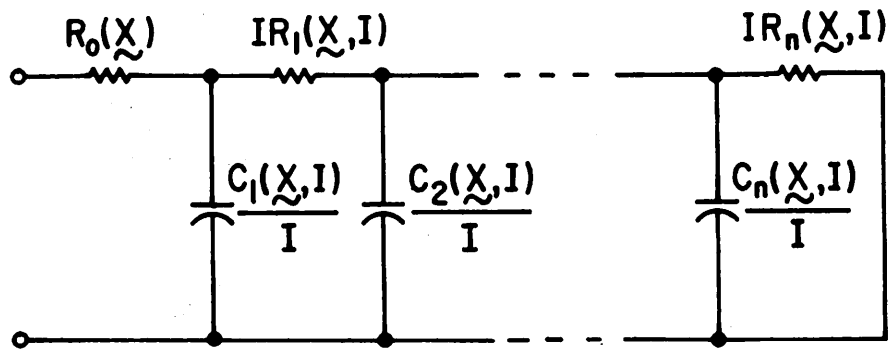 R₀(X̰)
IR₁(X̰,I)
IRₙ(X̰,I)
C₁(X̰,I)
I
C₂(X̰,I)
I
Cₙ(X̰,I)
I